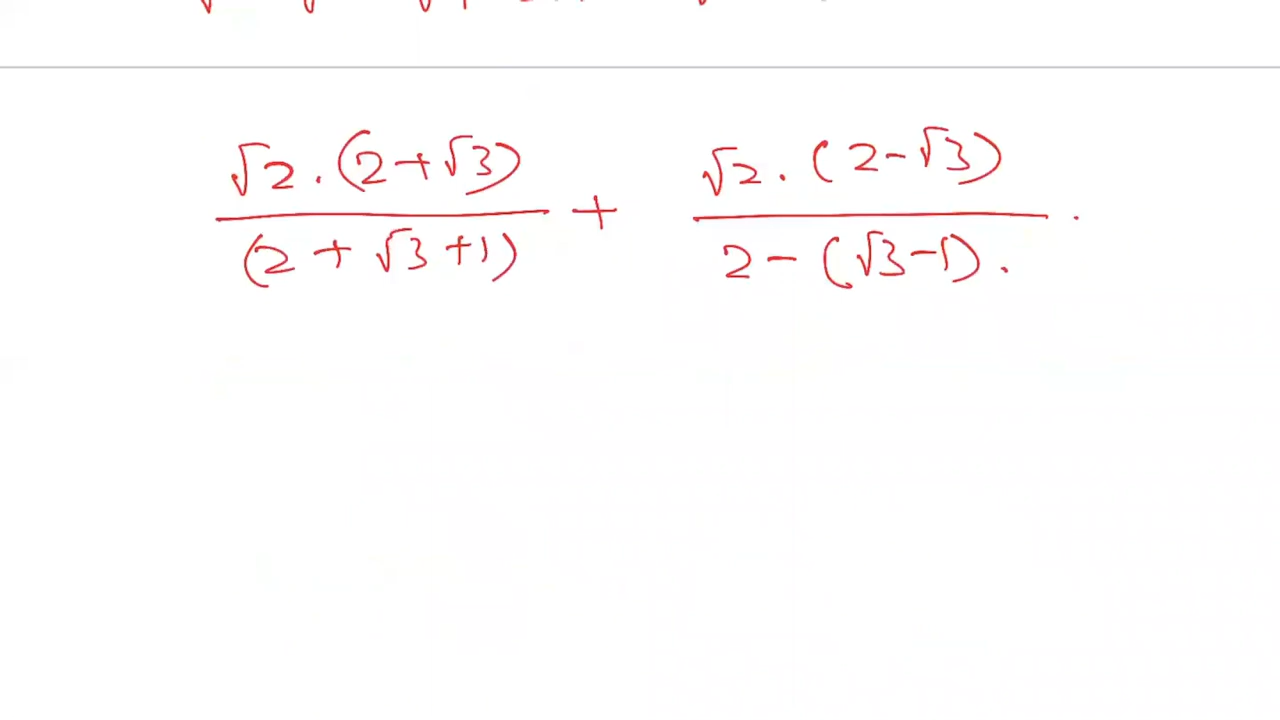 √2 . (2+√3) / (2 + √3 +1) + √2 . (2-√3) / 2 - (√3-1) .